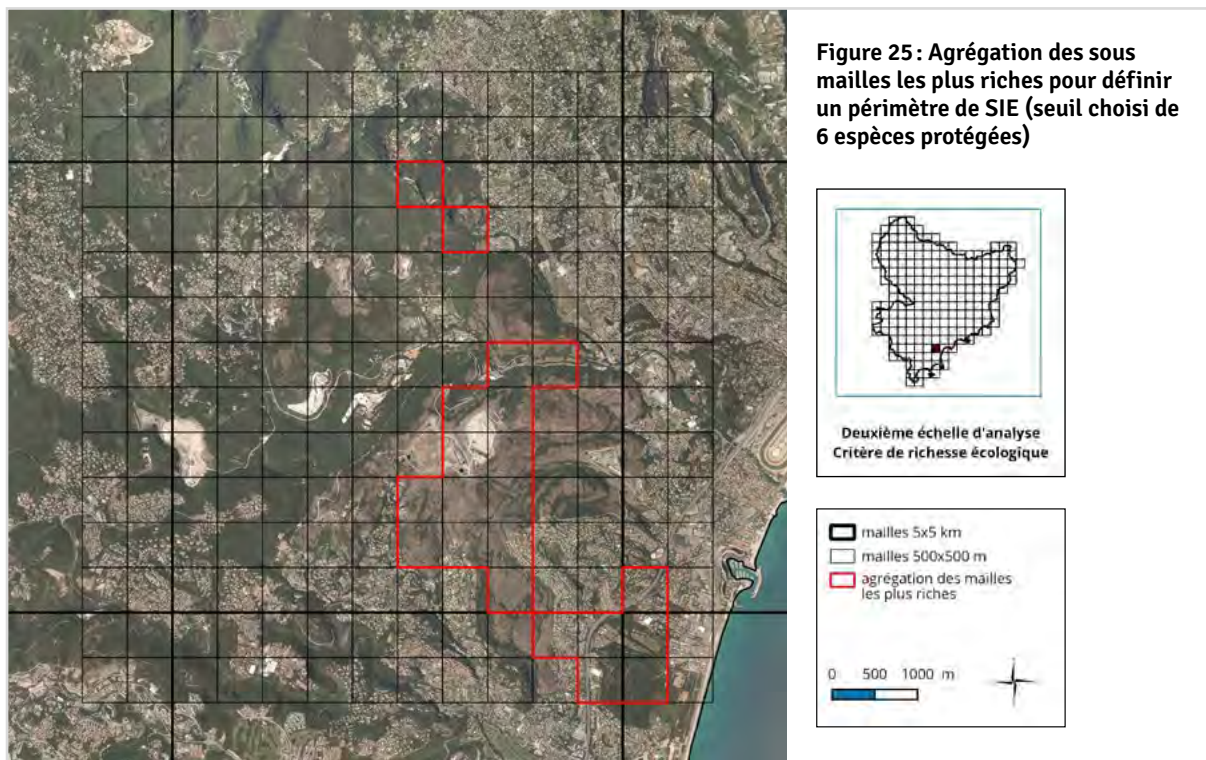 Figure 25 : Agrégation des sous
mailles les plus riches pour définir
un périmètre de SIE (seuil choisi de
6 espèces protégées)
Deuxième échelle d'analyse
Critère de richesse écologique
mailles 5x5 km
mailles 500x500 m
agrégation des mailles
les plus riches
0 500 1000 m